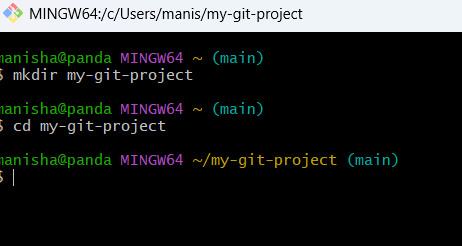 MINGW64:/c/Users/manis/my-git-project
manisha@panda MINGW64 ~ (main)
$ mkdir my-git-project
manisha@panda MINGW64 ~ (main)
$ cd my-git-project
manisha@panda MINGW64 ~/my-git-project (main)
$